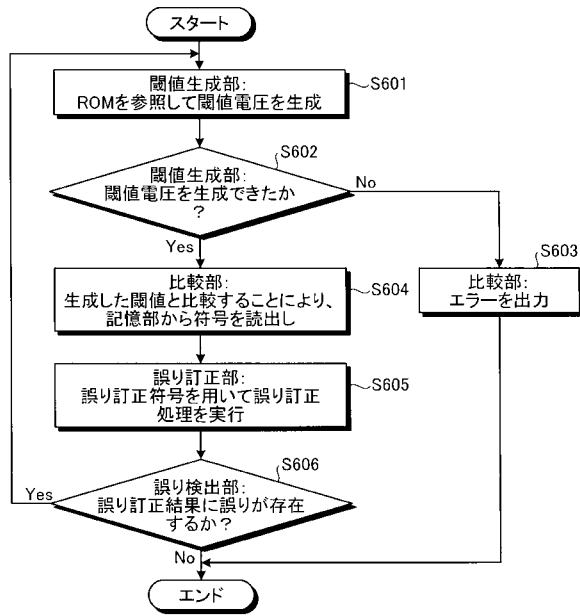 スタート
閾値生成部:
ROMを参照して閾値電圧を生成
S601
閾値生成部:
閾値電圧を生成できたか
?
S602
No
Yes
比較部:
生成した閾値と比較することにより、
記憶部から符号を読出し
S604
比較部:
エラーを出力
S603
誤り訂正部:
誤り訂正符号を用いて誤り訂正
処理を実行
S605
誤り検出部:
誤り訂正結果に誤りが存在
するか?
S606
Yes
No
エンド